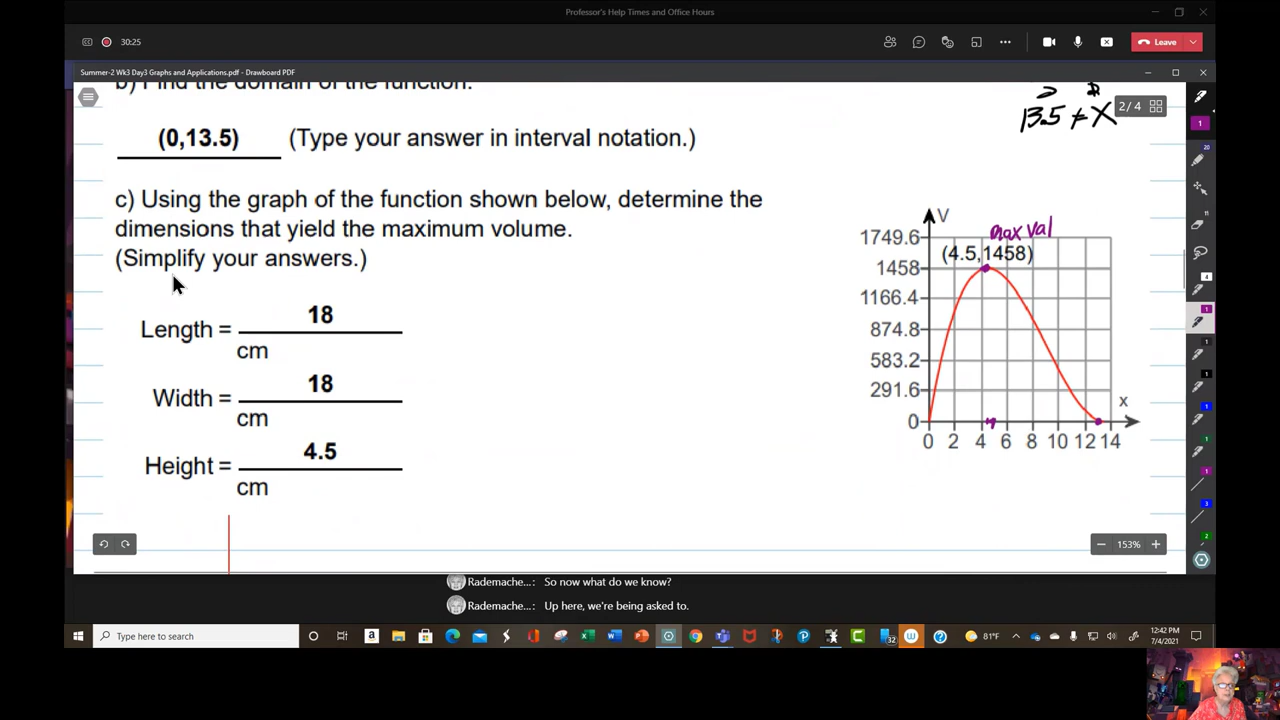 Professor's Help Times and Office Hours
30:25
Leave
Summer-2 Wk3 Day3 Graphs and Applications.pdf - Drawboard PDF
b) Find the domain of the function.
13.5 ≠ X
2 / 4
(0,13.5) (Type your answer in interval notation.)
c) Using the graph of the function shown below, determine the
dimensions that yield the maximum volume.
(Simplify your answers.)
Length = 18
cm
Width = 18
cm
Height = 4.5
cm
V
max val
1749.6
(4.5,1458)
1458
1166.4
874.8
583.2
291.6
x
0
0 2 4 6 8 10 12 14
153%
Rademache...: So now what do we know?
Rademache...: Up here, we're being asked to.
Type here to search
81°F
12:42 PM
7/4/2021